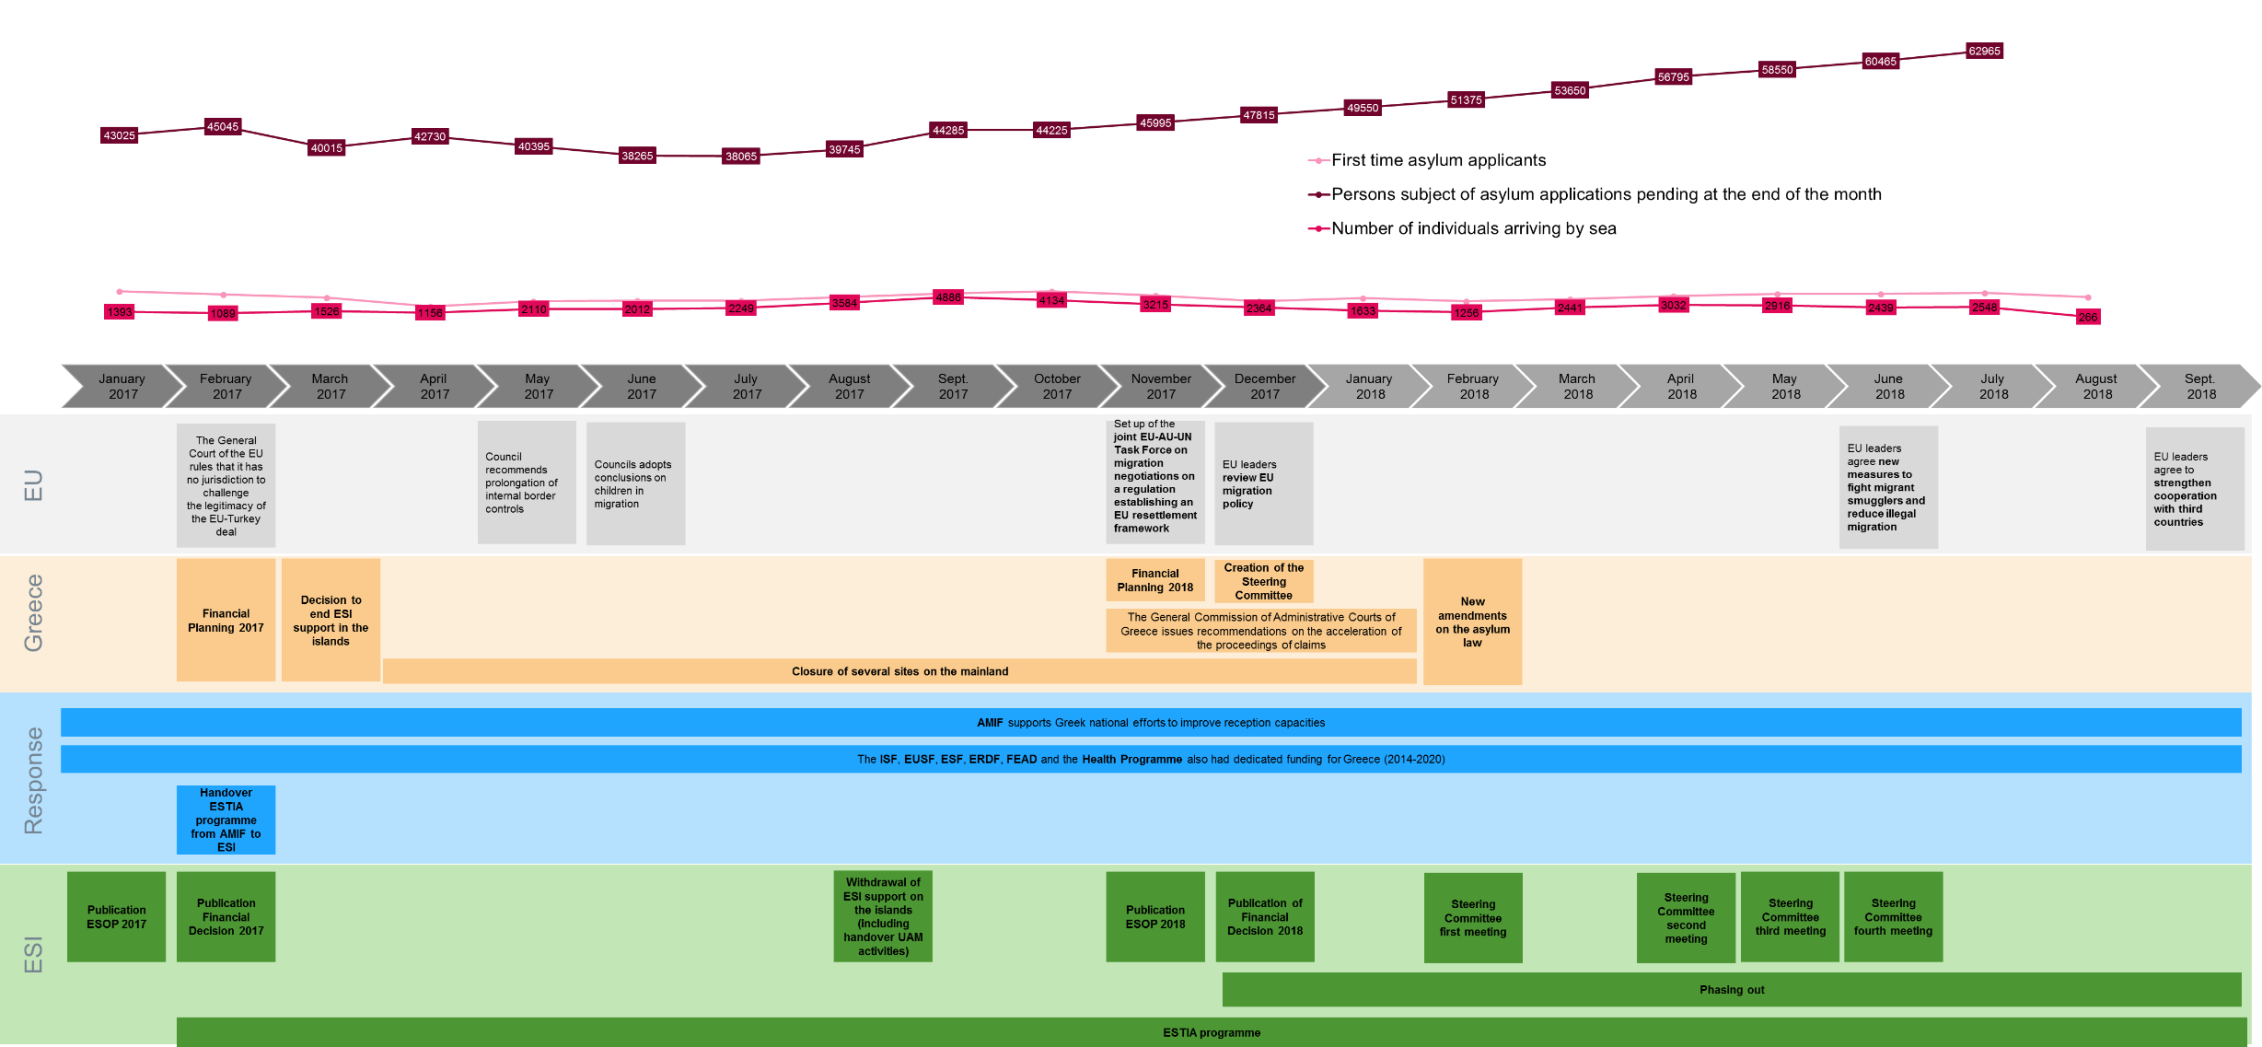 62965
60465
58550
56795
53650
51375
49550
47815
45995
44225
44285
39745
38065
38265
40395
42730
40015
45045
43025
First time asylum applicants
Persons subject of asylum applications pending at the end of the month
Number of individuals arriving by sea
1393
1089
1526
1156
2110
2012
2249
3584
4886
4134
3215
2364
1633
1256
2441
3032
2916
2439
2548
266
January
2017
February
2017
March
2017
April
2017
May
2017
June
2017
July
2017
August
2017
Sept.
2017
October
2017
November
2017
December
2017
January
2018
February
2018
March
2018
April
2018
May
2018
June
2018
July
2018
August
2018
Sept.
2018
EU
The General
Court of the EU
rules that it has
no jurisdiction to
challenge
the legitimacy of
the EU-Turkey
deal
Council
recommends
prolongation of
internal border
controls
Councils adopts
conclusions on
children in
migration
Set up of the
joint EU-AU-UN
Task Force on
migration
negotiations on
a regulation
establishing an
EU resettlement
framework
EU leaders
review EU
migration
policy
EU leaders
agree new
measures to
fight migrant
smugglers and
reduce illegal
migration
EU leaders
agree to
strengthen
cooperation
with third
countries
Greece
Financial
Planning 2017
Decision to
end ESI
support in the
islands
Financial
Planning 2018
Creation of the
Steering
Committee
The General Commission of Administrative Courts of
Greece issues recommendations on the acceleration of
the proceedings of claims
New
amendments
on the asylum
law
Closure of several sites on the mainland
Response
AMIF supports Greek national efforts to improve reception capacities
The ISF, EUSF, ESF, ERDF, FEAD and the Health Programme also had dedicated funding for Greece (2014-2020)
Handover
ESTIA
programme
from AMIF to
ESI
ESI
Publication
ESOP 2017
Publication
Financial
Decision 2017
Withdrawal of
ESI support on
the islands
(including
handover UAM
activities)
Publication
ESOP 2018
Publication of
Financial
Decision 2018
Steering
Committee
first meeting
Steering
Committee
second
meeting
Steering
Committee
third meeting
Steering
Committee
fourth meeting
Phasing out
ESTIA programme